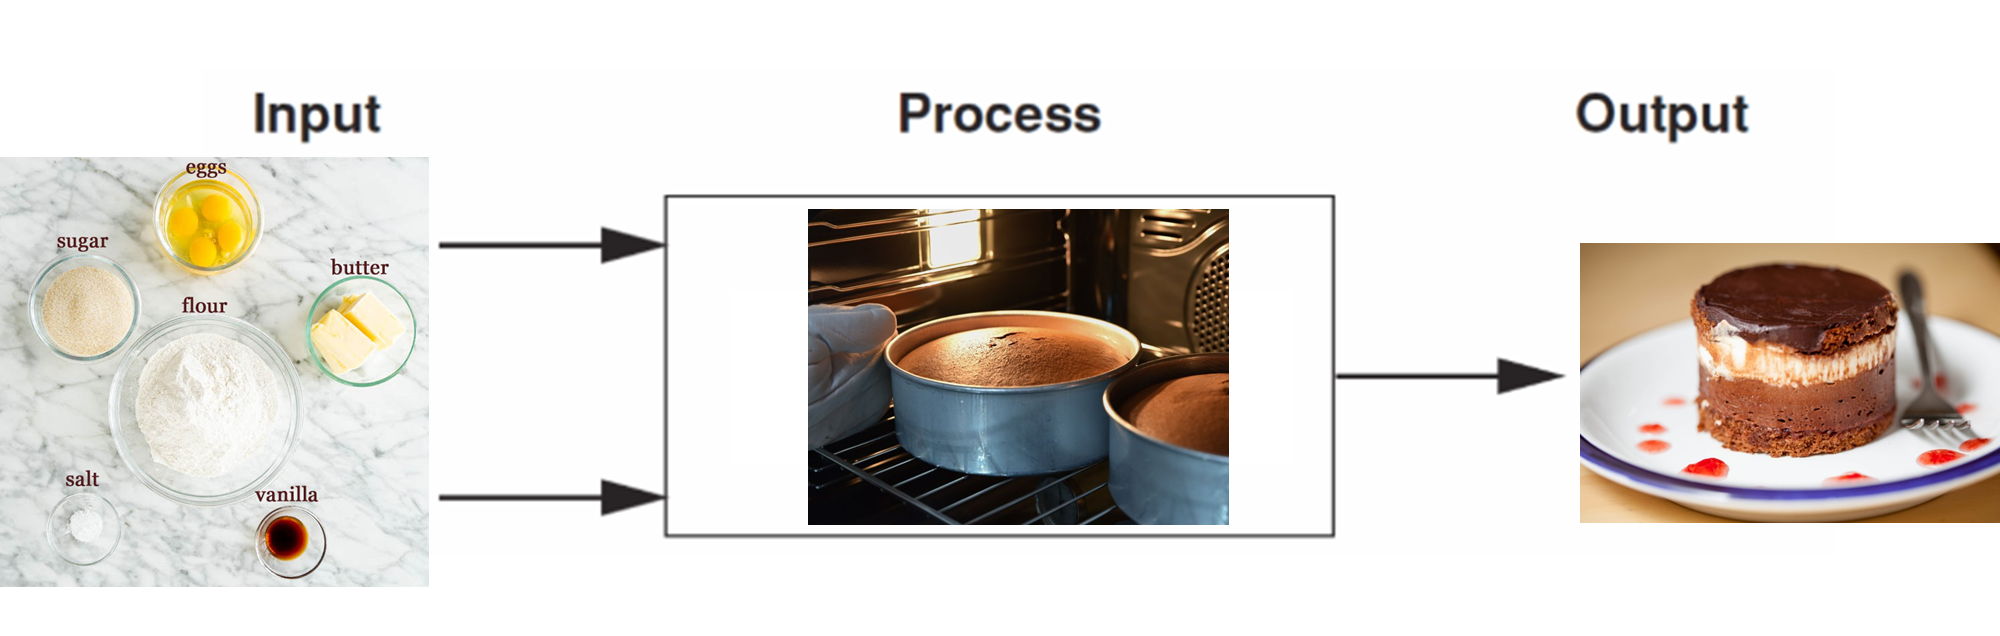 Input
Process
Output
eggs
sugar
butter
flour
salt
vanilla